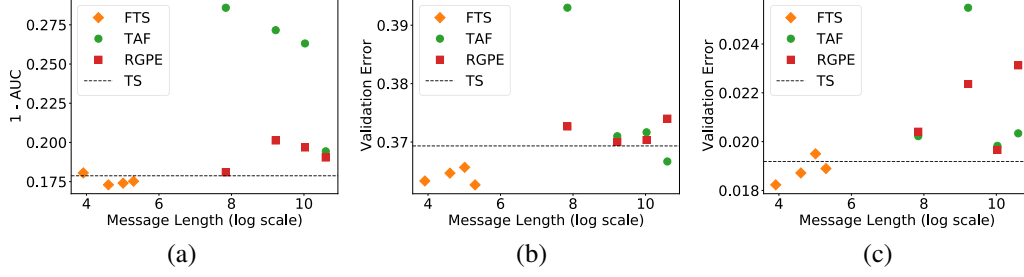 FTS
TAF
RGPE
TS
1 - AUC
0.275
0.250
0.225
0.200
0.175
4 6 8 10
Message Length (log scale)
(a)
FTS
TAF
RGPE
TS
Validation Error
0.39
0.38
0.37
4 6 8 10
Message Length (log scale)
(b)
FTS
TAF
RGPE
TS
Validation Error
0.024
0.022
0.020
0.018
4 6 8 10
Message Length (log scale)
(c)